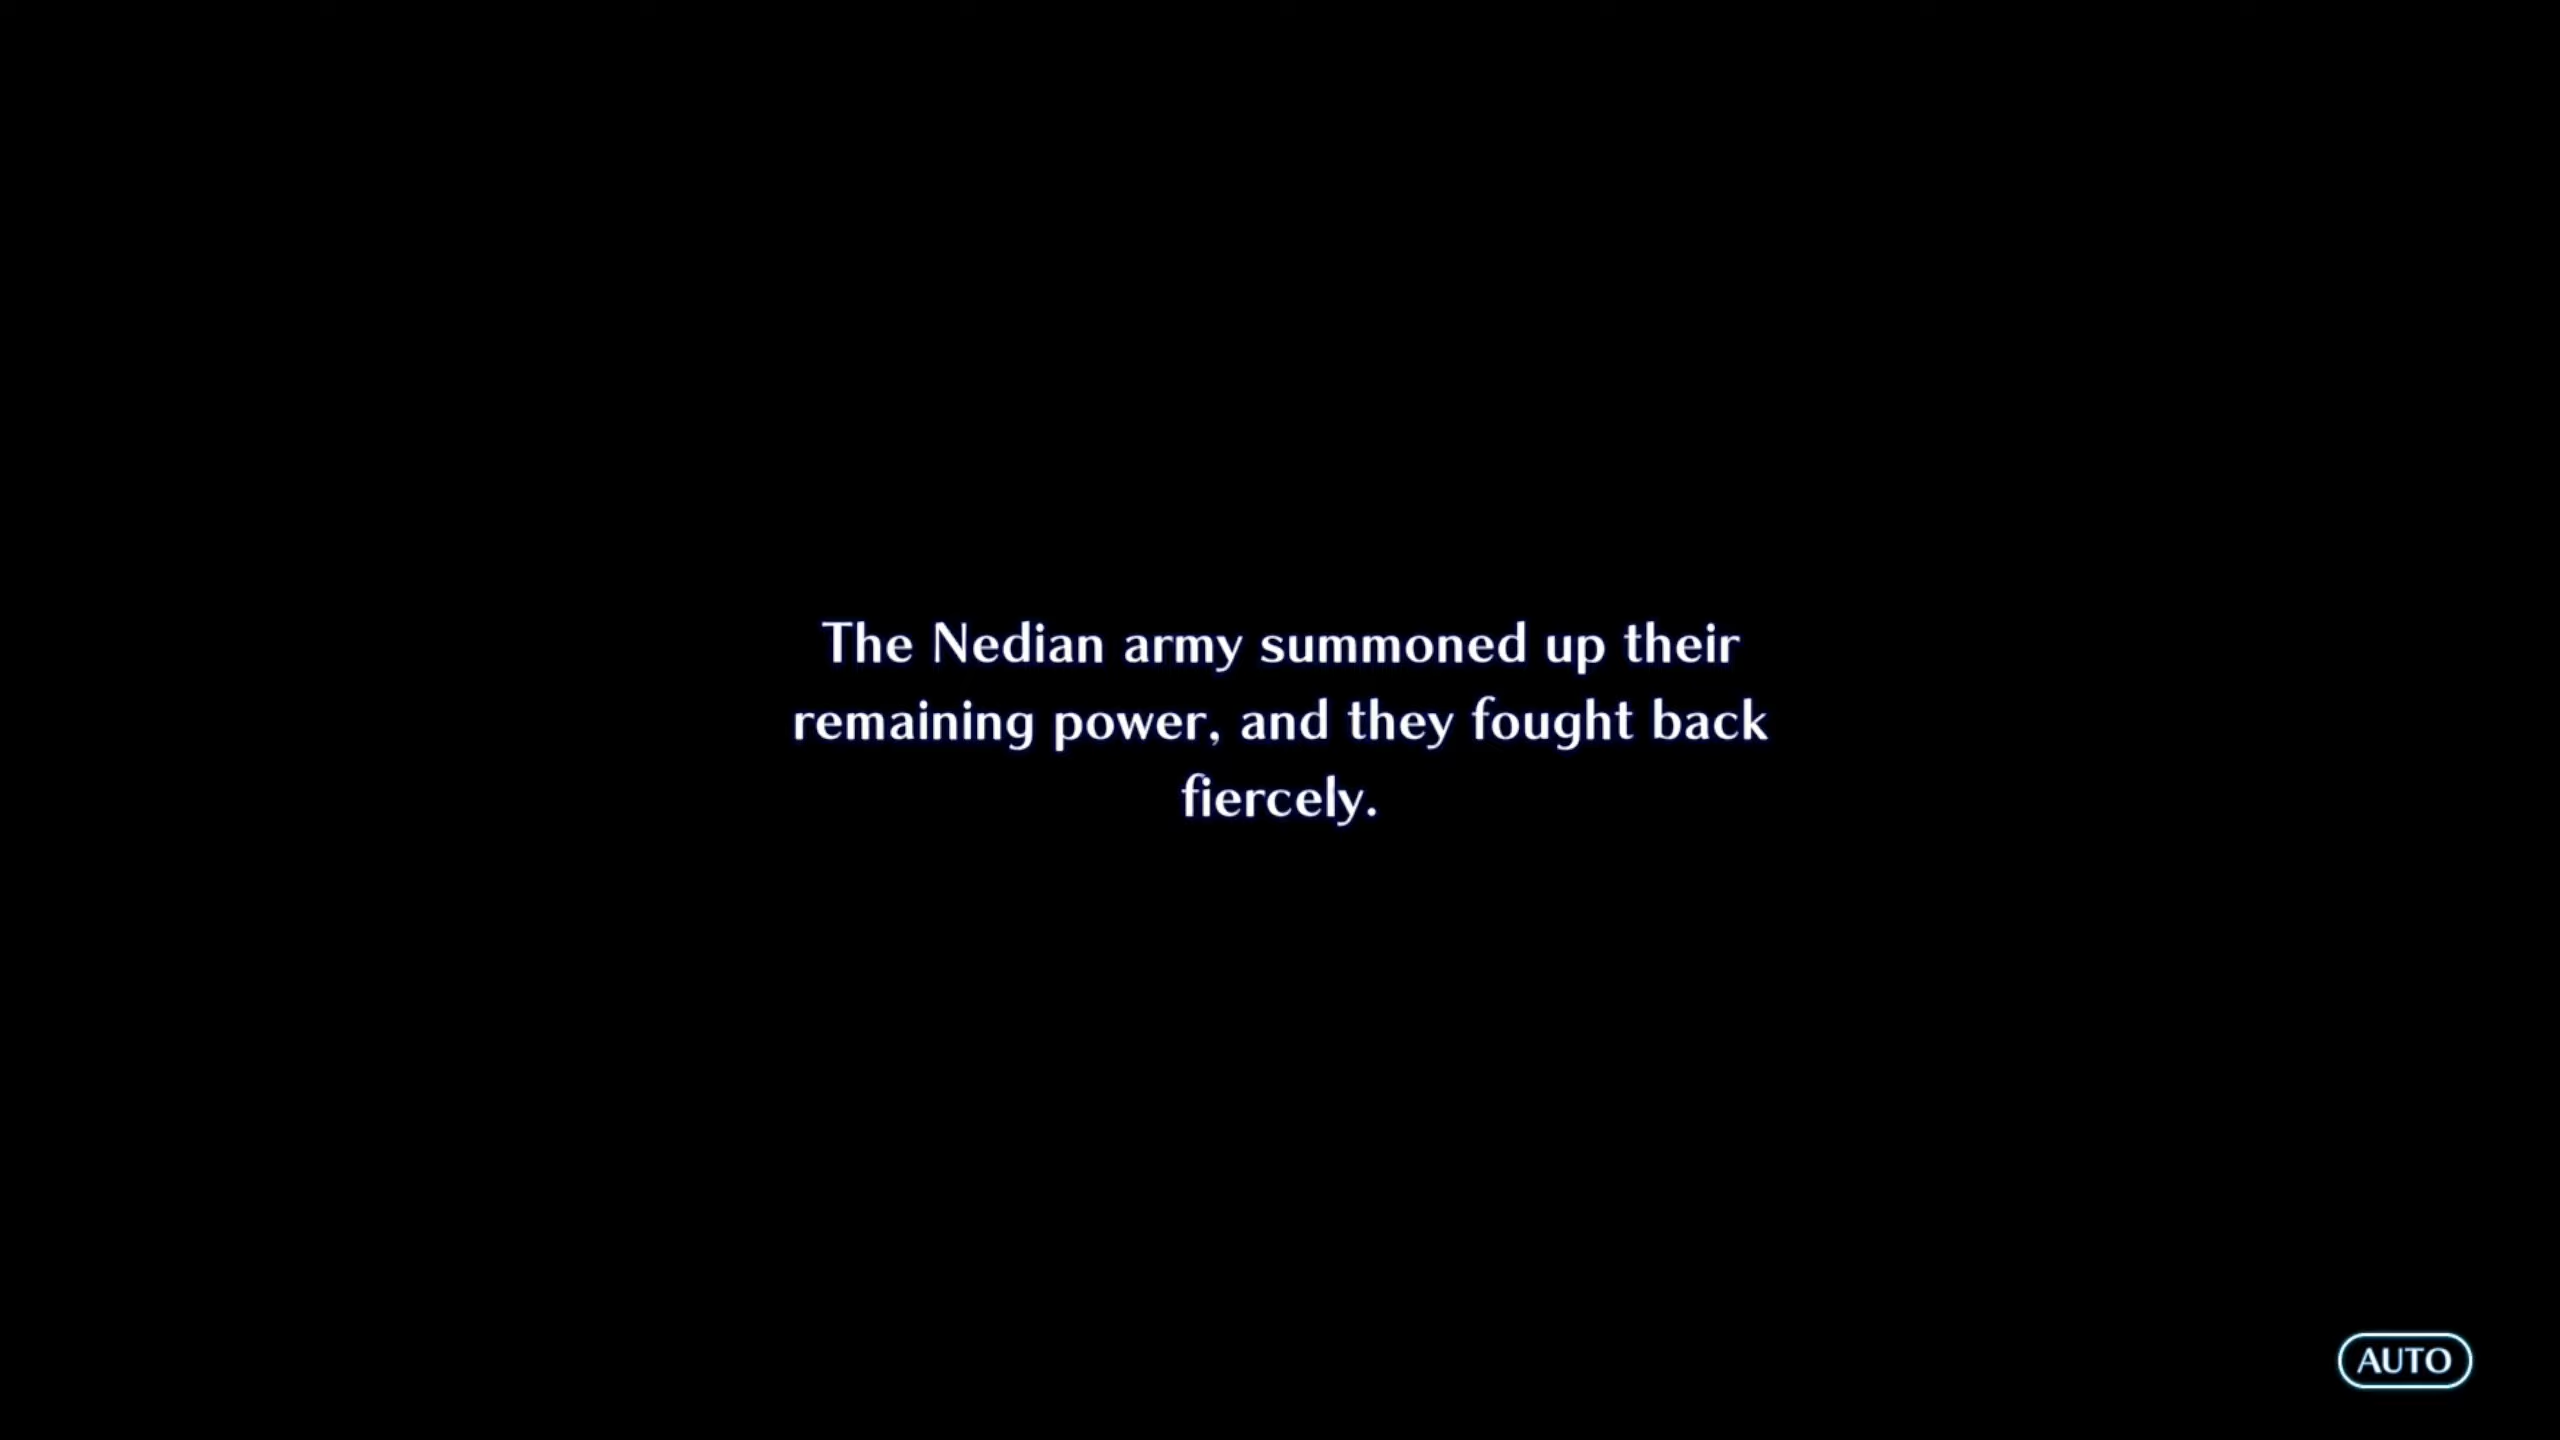 The Nedian army summoned up their
remaining power, and they fought back
fiercely.
AUTO